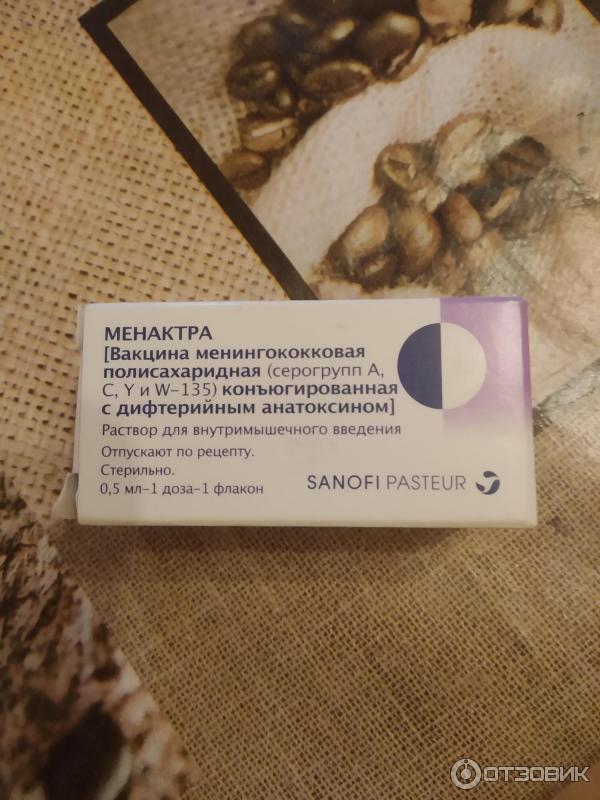 МЕНАКТРА
[Вакцина менингококковая
полисахаридная (серогрупп А,
С, Y и W-135) конъюгированная
с дифтерийным анатоксином]
Раствор для внутримышечного введения
Отпускают по рецепту.
Стерильно.
0,5 мл-1 доза-1 флакон
SANOFI PASTEUR
ОТЗОВИК